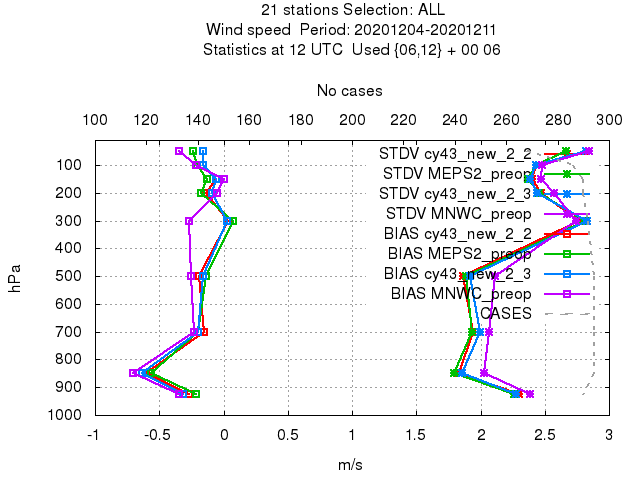 21 stations Selection: ALL
Wind speed  Period: 20201204-20201211
Statistics at 12 UTC  Used {06,12} + 00 06
No cases
100 120 140 160 180 200 220 240 260 280 300
STDV cy43_new_2_2
STDV MEPS2_preop
STDV cy43_new_2_3
STDV MNWC_preop
BIAS cy43_new_2_2
BIAS MEPS2_preop
BIAS cy43_new_2_3
BIAS MNWC_preop
CASES
100
200
300
400
500
600
700
800
900
1000
hPa
-1 -0.5 0 0.5 1 1.5 2 2.5 3
m/s